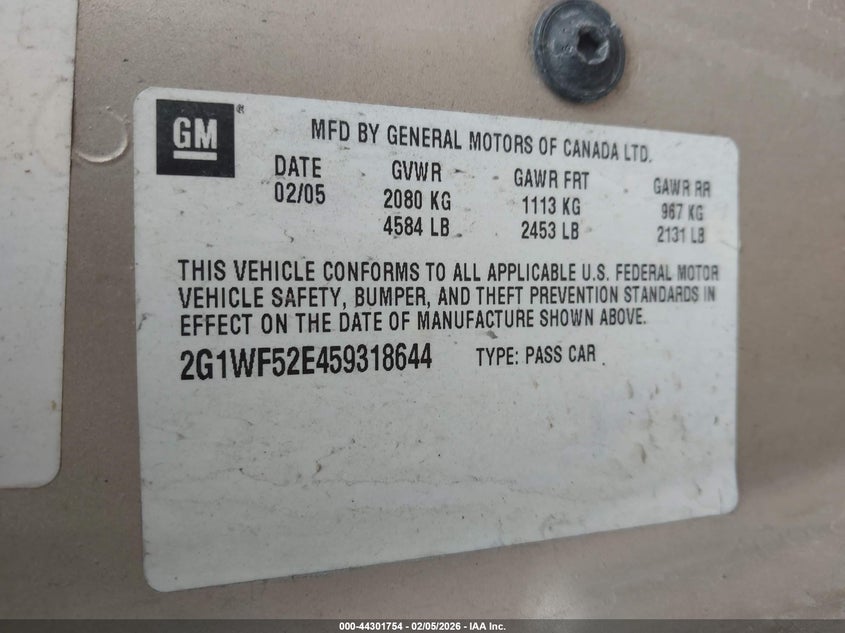 GM
MFD BY GENERAL MOTORS OF CANADA LTD.
DATE GVWR GAWR FRT GAWR RR
02/05 2080 KG 1113 KG 967 KG
4584 LB 2453 LB 2131 LB
THIS VEHICLE CONFORMS TO ALL APPLICABLE U.S. FEDERAL MOTOR
VEHICLE SAFETY, BUMPER, AND THEFT PREVENTION STANDARDS IN
EFFECT ON THE DATE OF MANUFACTURE SHOWN ABOVE.
2G1WF52E459318644 TYPE: PASS CAR
000-44301754 - 02/05/2026 - IAA Inc.